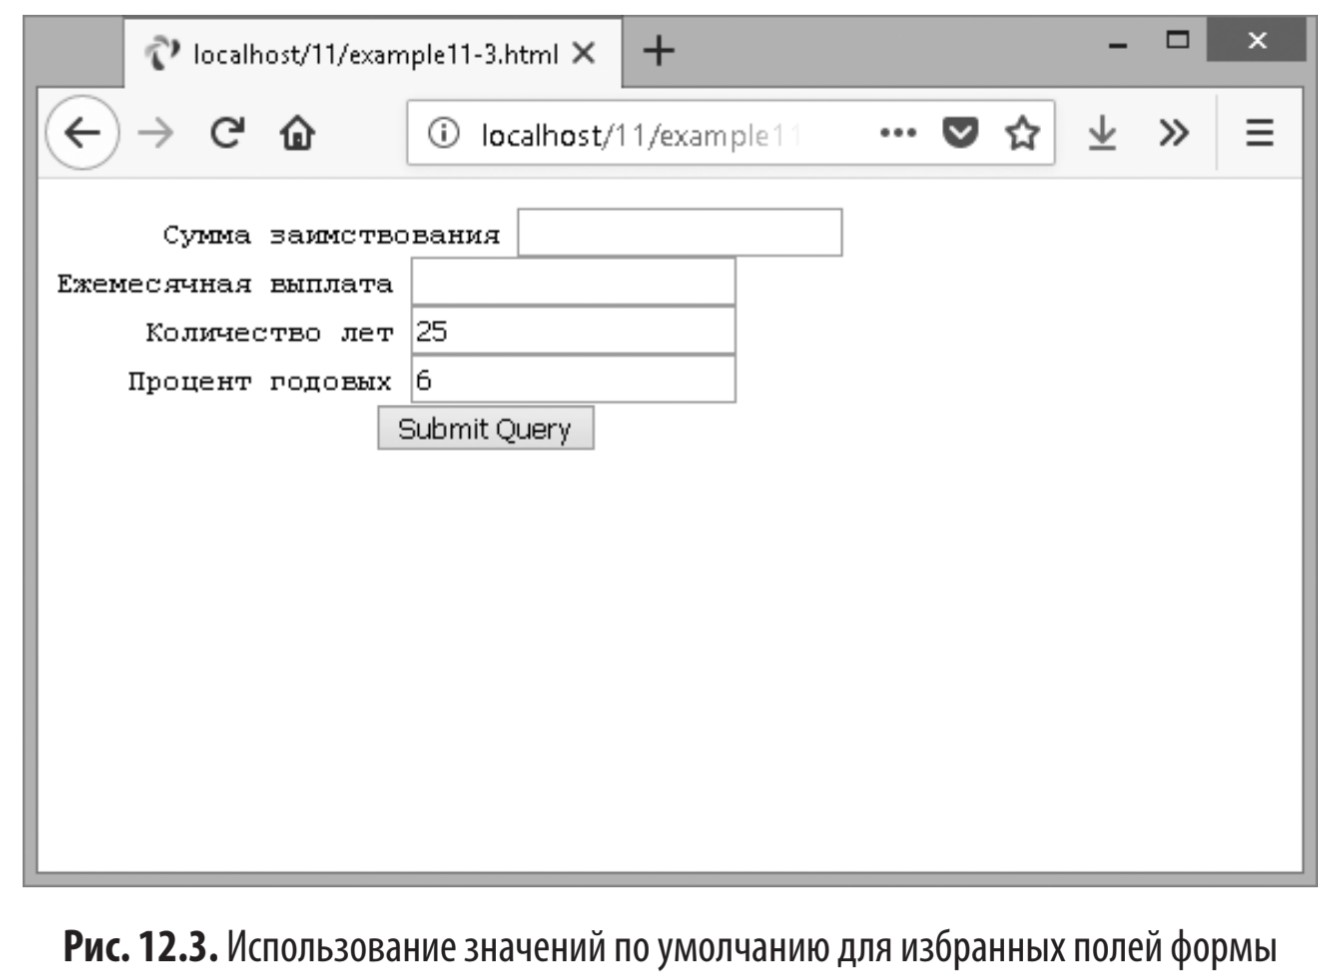 localhost/11/example11-3.html
localhost/11/example11
Сумма заимствования
Ежемесячная выплата
Количество лет 25
Процент годовых 6
Submit Query
Рис. 12.3. Использование значений по умолчанию для избранных полей формы